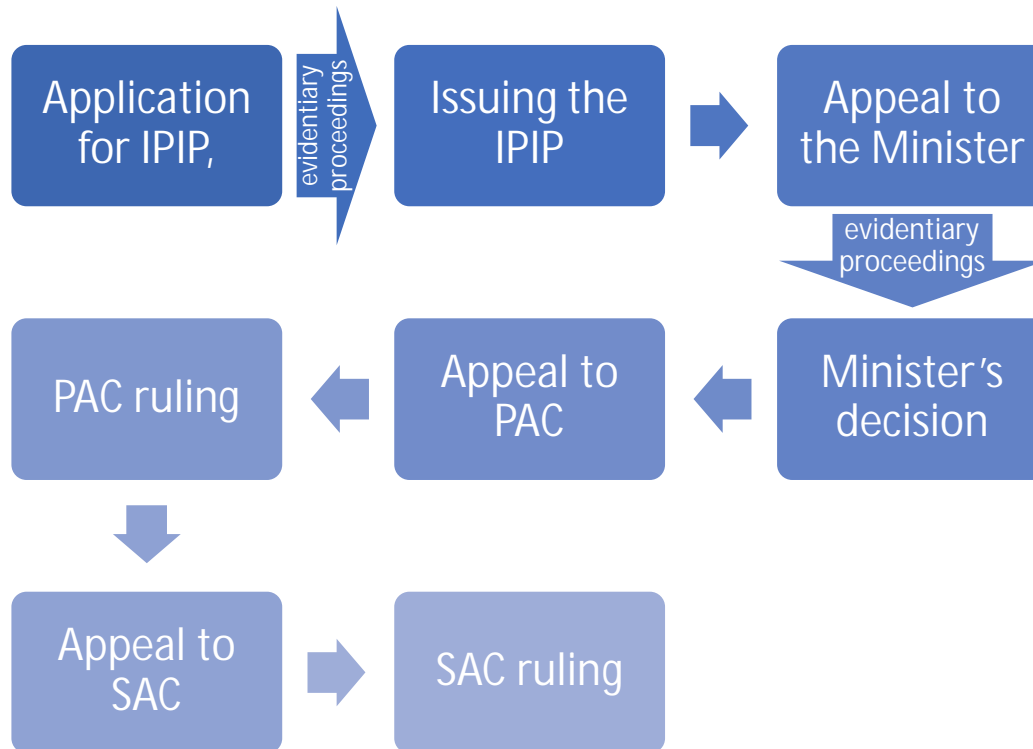 Application
for IPIP,
evidentiary
proceedings
Issuing the
IPIP
Appeal to
the Minister
evidentiary
proceedings
Minister's
decision
Appeal to
PAC
PAC ruling
Appeal to
SAC
SAC ruling